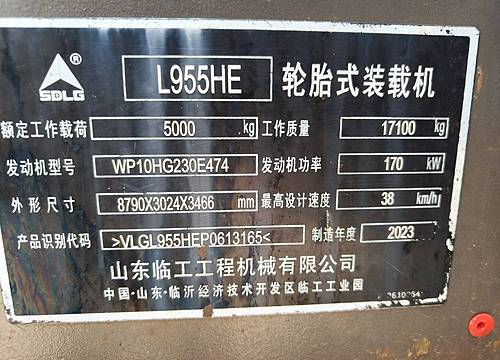 SDLG ® L955HE 轮胎式装载机
额定工作载荷 5000 kg 工作质量 17100 kg
发动机型号 WP10HG230E474 发动机功率 170 kW
外形尺寸 8790X3024X3466 mm 最高设计速度 38 km/h
产品识别代码 >VLGL955HEP0613165< 制造年度 2023
山东临工工程机械有限公司
中国·山东·临沂经济技术开发区临工工业园